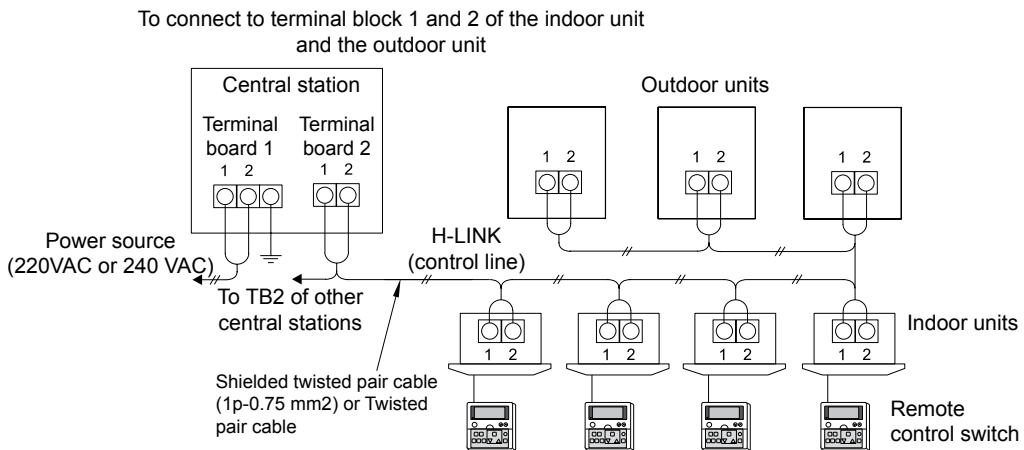 To connect to terminal block 1 and 2 of the indoor unit
and the outdoor unit
Central station
Terminal
board 1
Terminal
board 2
1 2
1 2
Outdoor units
1 2
1 2
1 2
Power source
(220VAC or 240 VAC)
To TB2 of other
central stations
H-LINK
(control line)
Indoor units
1 2
1 2
1 2
1 2
Shielded twisted pair cable
(1p-0.75 mm2) or Twisted
pair cable
Remote
control switch